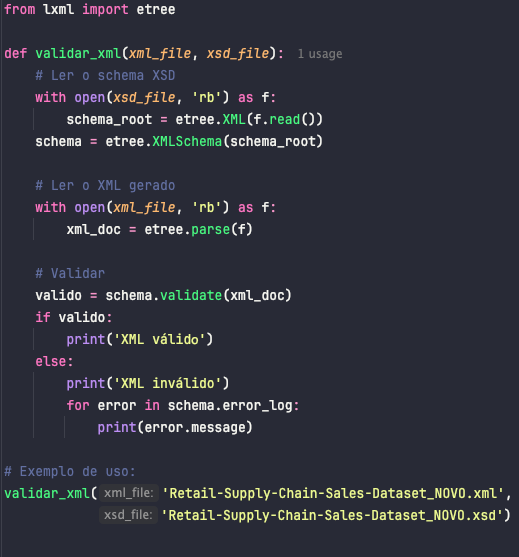 from lxml import etree
def validar_xml(xml_file, xsd_file): 1 usage
# Ler o schema XSD
with open(xsd_file, 'rb') as f:
schema_root = etree.XML(f.read())
schema = etree.XMLSchema(schema_root)
# Ler o XML gerado
with open(xml_file, 'rb') as f:
xml_doc = etree.parse(f)
# Validar
valido = schema.validate(xml_doc)
if valido:
print('XML válido')
else:
print('XML inválido')
for error in schema.error_log:
print(error.message)
# Exemplo de uso:
validar_xml( xml_file: 'Retail-Supply-Chain-Sales-Dataset_NOVO.xml',
xsd_file: 'Retail-Supply-Chain-Sales-Dataset_NOVO.xsd')